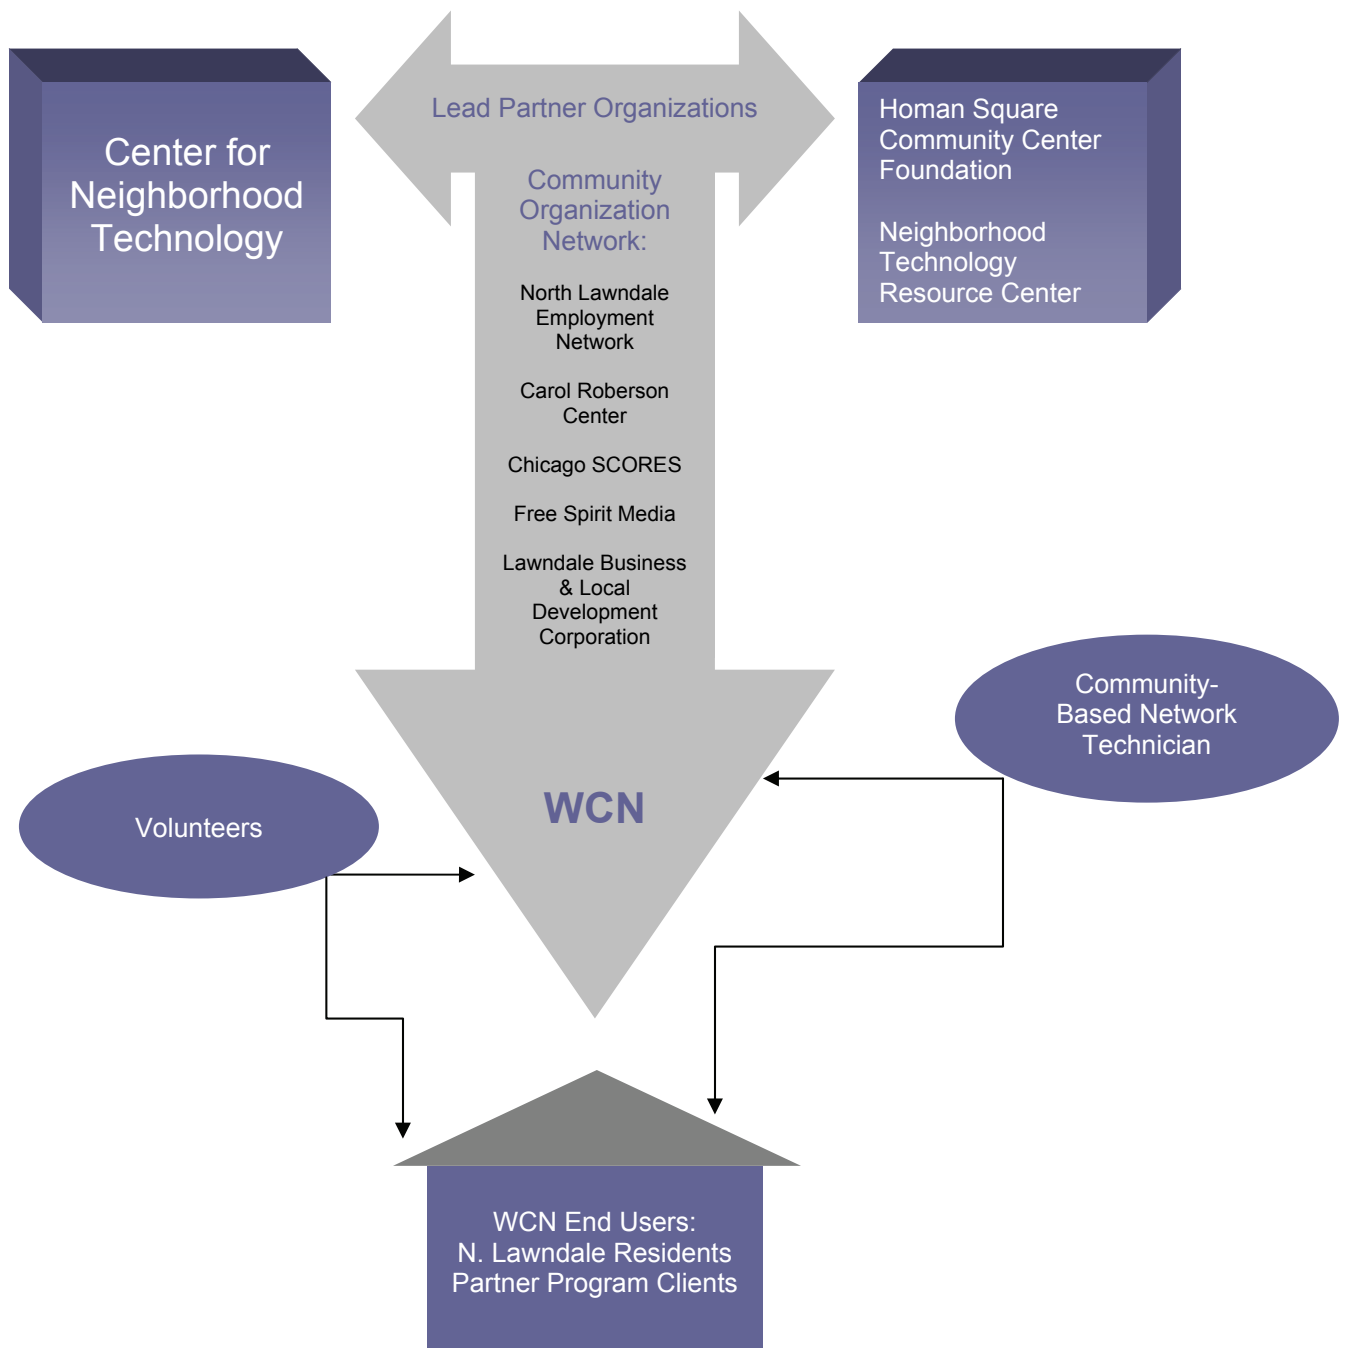 Center for
Neighborhood
Technology
Lead Partner Organizations
Homan Square
Community Center
Foundation
Neighborhood
Technology
Resource Center
Community
Organization
Network:
North Lawndale
Employment
Network
Carol Roberson
Center
Chicago SCORES
Free Spirit Media
Lawndale Business
& Local
Development
Corporation
Community-
Based Network
Technician
WCN
Volunteers
WCN End Users:
N. Lawndale Residents
Partner Program Clients